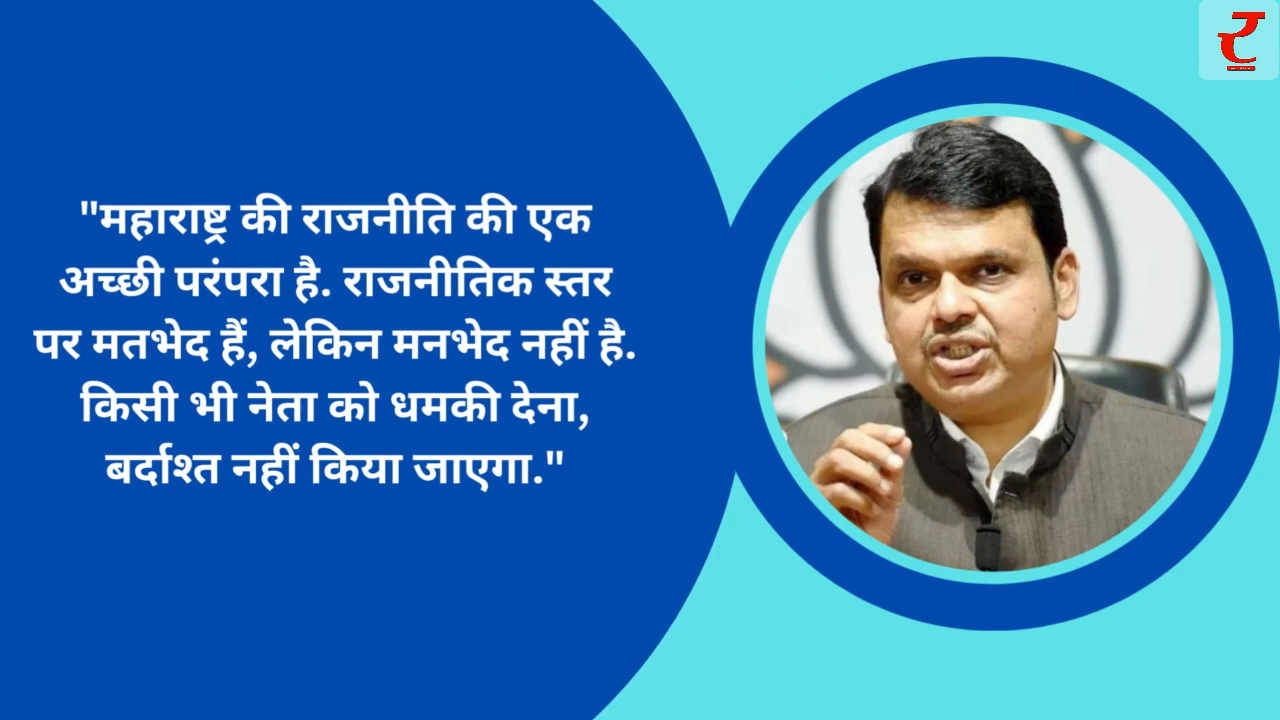 "महाराष्ट्र की राजनीति की एक
अच्छी परंपरा है. राजनीतिक स्तर
पर मतभेद हैं, लेकिन मनभेद नहीं है.
किसी भी नेता को धमकी देना,
बर्दाश्त नहीं किया जाएगा."